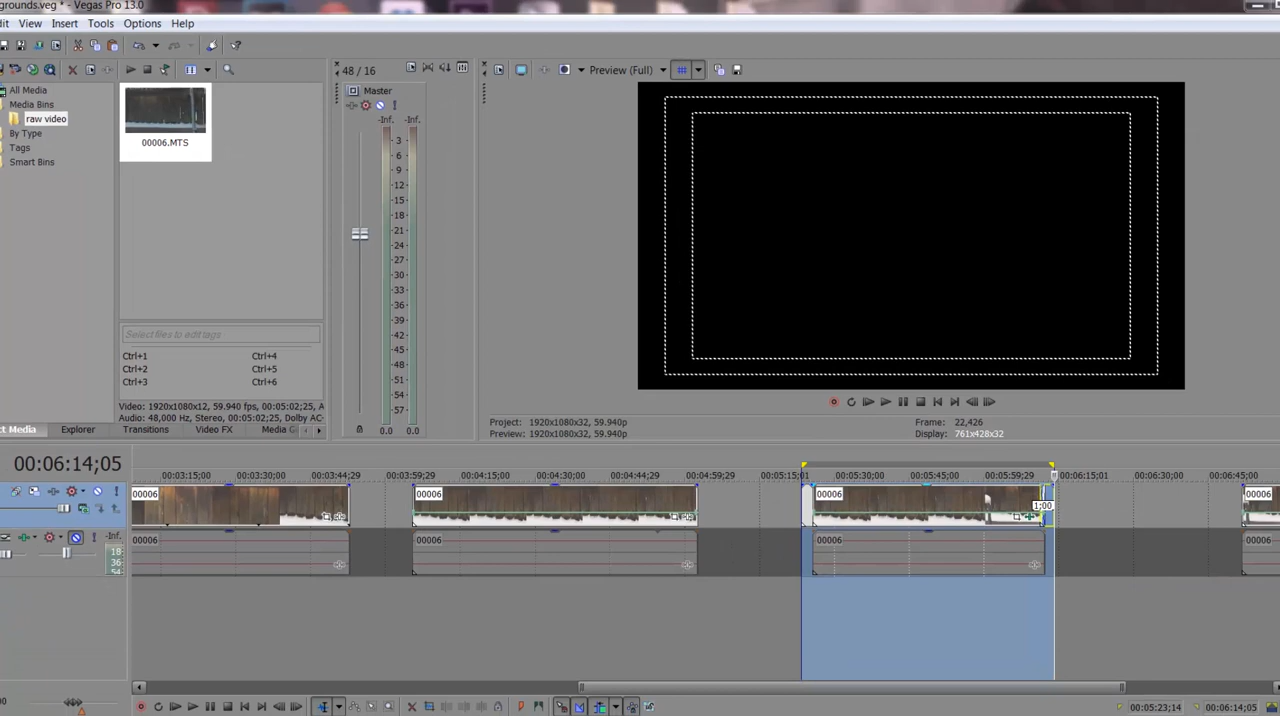 grounds.veg * - Vegas Pro 13.0
dit View Insert Tools Options Help
All Media
Media Bins
raw video
By Type
Tags
Smart Bins
00006.MTS
Select files to edit tags
Ctrl+1 Ctrl+4
Ctrl+2 Ctrl+5
Ctrl+3 Ctrl+6
Video: 1920x1080x12, 59.940 fps, 00:05:02;25, A
Audio: 48,000 Hz, Stereo, 00:05:02;25, Dolby AC-
ct Media Explorer Transitions Video FX Media G
48 / 16
Master
-Inf. -Inf.
3
6
9
12
15
18
21
24
27
30
33
36
39
42
45
48
51
54
57
0.0 0.0
Preview (Full)
Project: 1920x1080x32, 59.940p
Preview: 1920x1080x32, 59.940p
Frame: 22,426
Display: 761x428x32
00:06:14;05
00:03:15;00 00:03:30;00 00:03:44;29 00:03:59;29 00:04:15;00 00:04:30;00 00:04:44;29 00:04:59;29 00:05:15;01 00:05:30;00 00:05:45;00 00:05:59;29 00:06:15;01 00:06:30;00
00006 00006 00006 00006
1;00
-Inf.
18
36
54
00006 00006 00006 00006
00:05:23;14 00:06:14;05